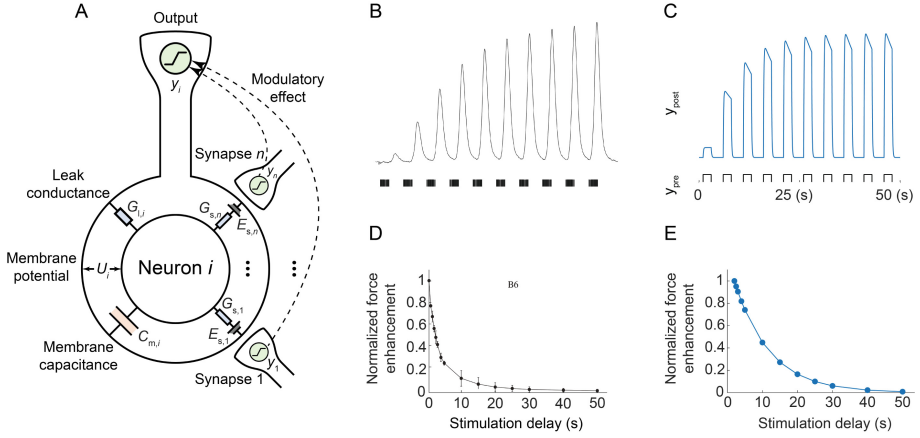 A
Output
y_i
Modulatory
effect
Synapse n
y_n
Leak
conductance
G_l,i
G_s,n
E_s,n
Membrane
potential
U_i
Neuron i
G_s,1
E_s,1
C_m,i
Membrane
capacitance
y_1
Synapse 1
B
C
y_post
y_pre
0
25 (s)
50 (s)
D
Normalized force
enhancement
1
0.8
0.6
0.4
0.2
0
B6
0 10 20 30 40 50
Stimulation delay (s)
E
Normalized force
enhancement
1
0.8
0.6
0.4
0.2
0
0 10 20 30 40 50
Stimulation delay (s)